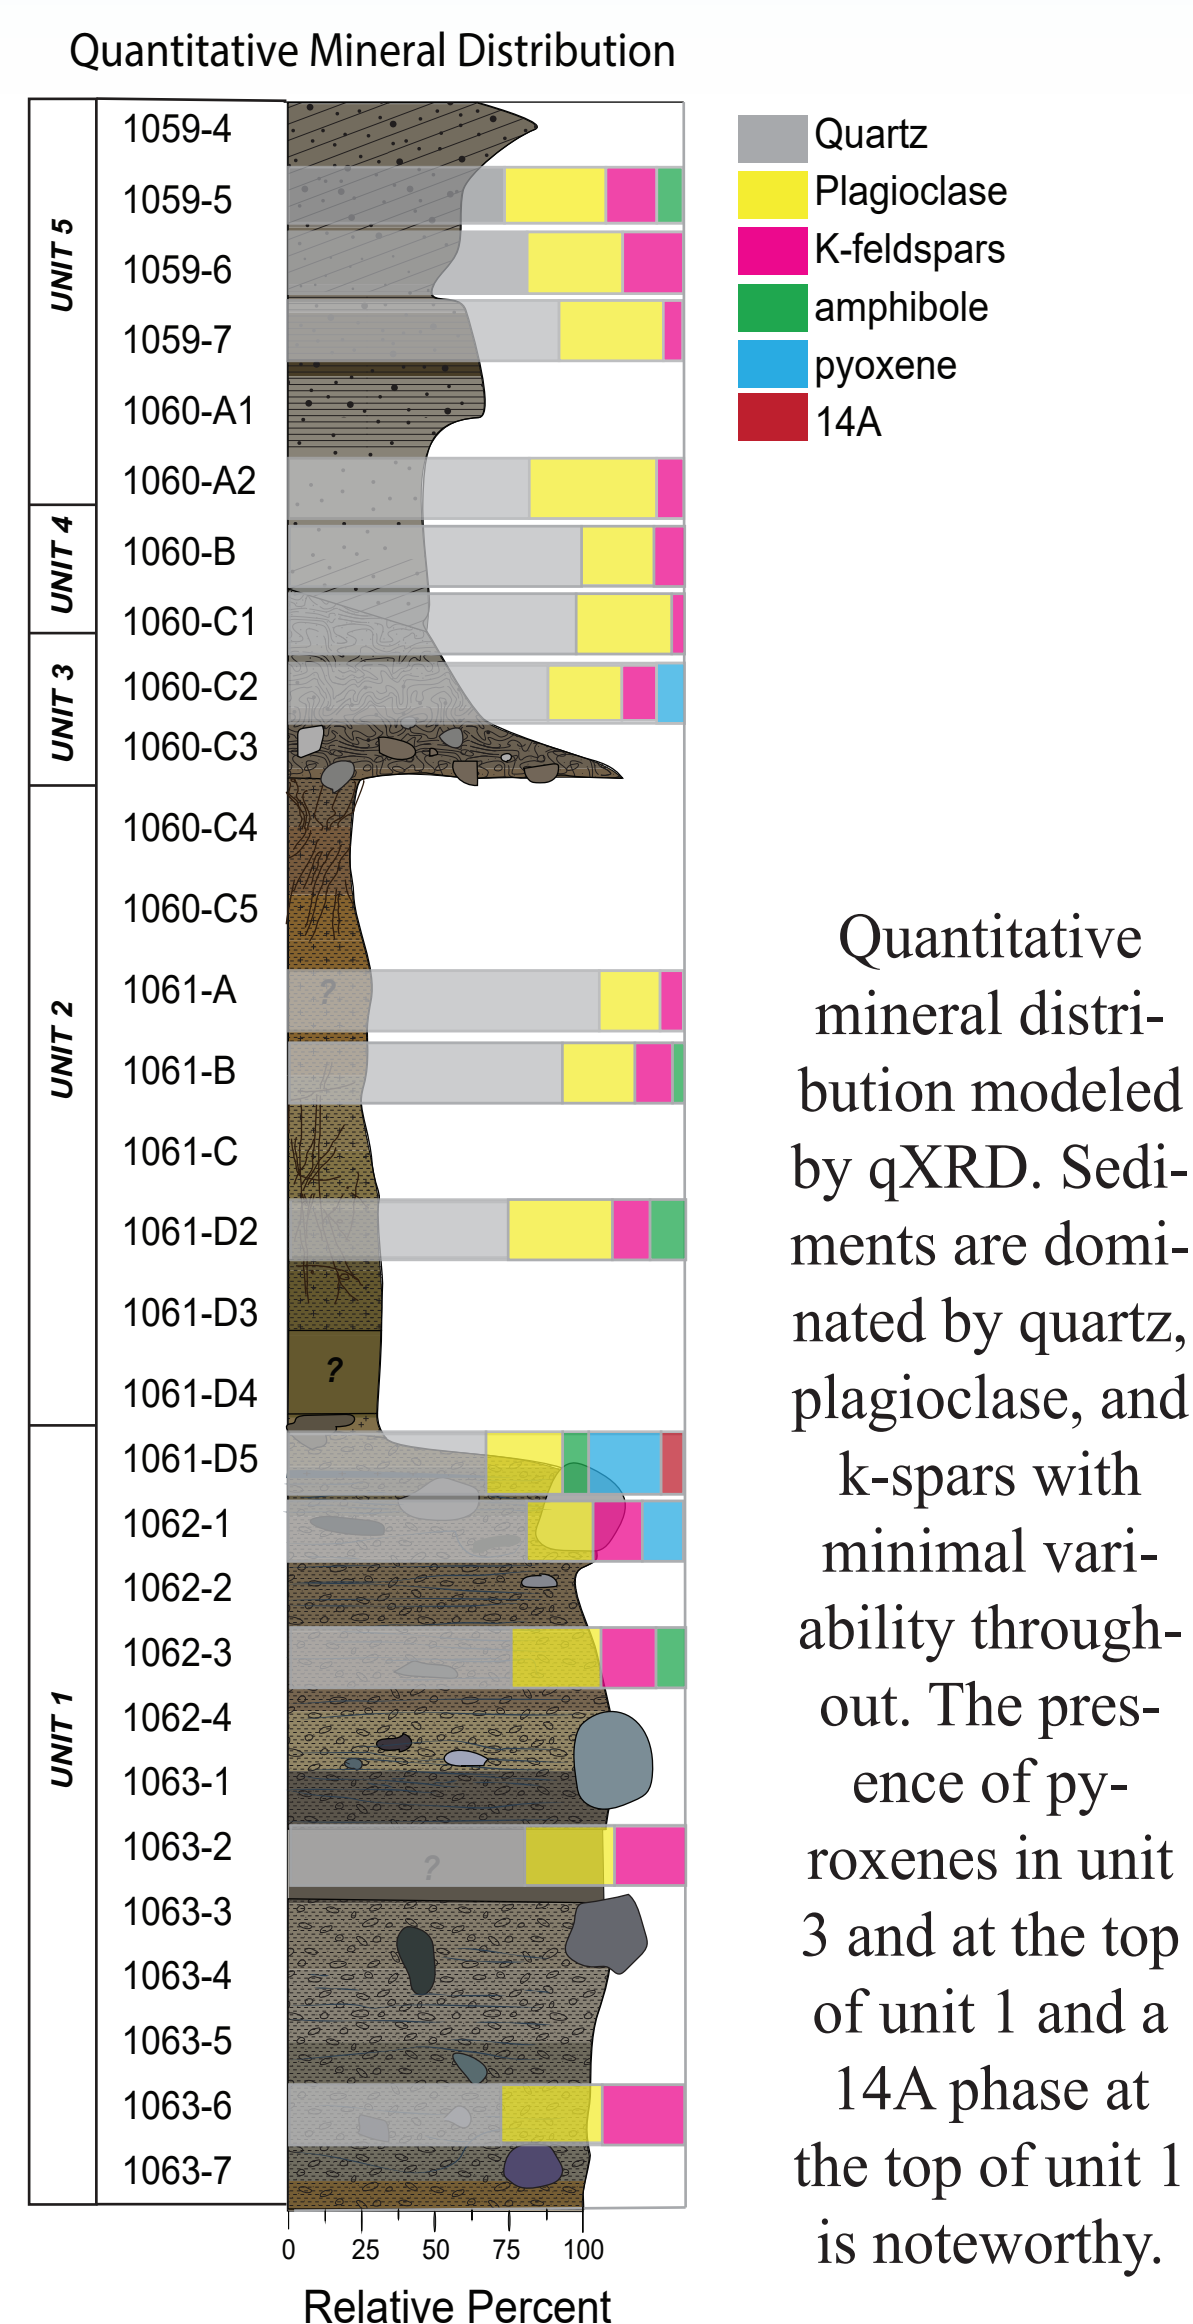 Quantitative Mineral Distribution
UNIT 5
1059-4
1059-5
1059-6
1059-7
1060-A1
1060-A2
UNIT 4
1060-B
1060-C1
UNIT 3
1060-C2
1060-C3
UNIT 2
1060-C4
1060-C5
1061-A
?
1061-B
1061-C
1061-D2
1061-D3
1061-D4
?
UNIT 1
1061-D5
1062-1
1062-2
1062-3
1062-4
1063-1
1063-2
?
1063-3
1063-4
1063-5
1063-6
1063-7
0 25 50 75 100
Relative Percent
Quartz
Plagioclase
K-feldspars
amphibole
pyoxene
14A
Quantitative
mineral distri-
bution modeled
by qXRD. Sedi-
ments are domi-
nated by quartz,
plagioclase, and
k-spars with
minimal vari-
ability through-
out. The pres-
ence of py-
roxenes in unit
3 and at the top
of unit 1 and a
14A phase at
the top of unit 1
is noteworthy.